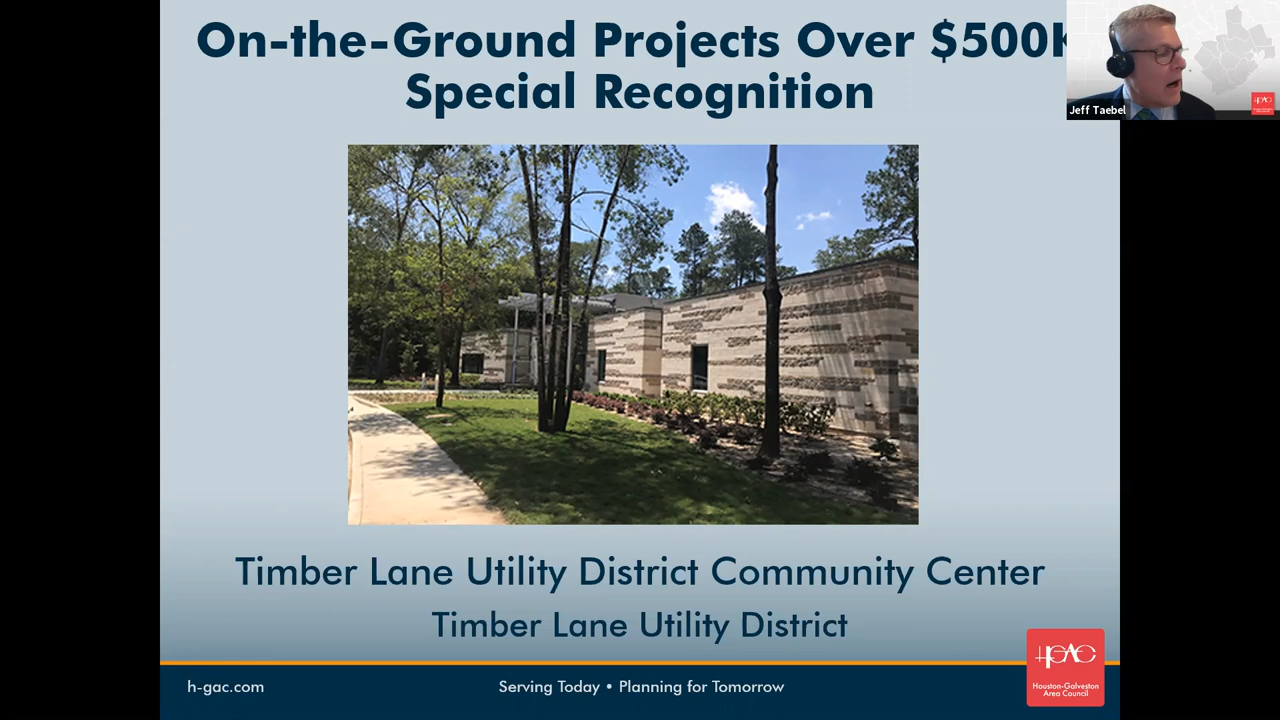 On-the-Ground Projects Over $500K
Special Recognition
Jeff Taebel
Timber Lane Utility District Community Center
Timber Lane Utility District
h-gac.com
Serving Today • Planning for Tomorrow
HGAC
Houston-Galveston
Area Council